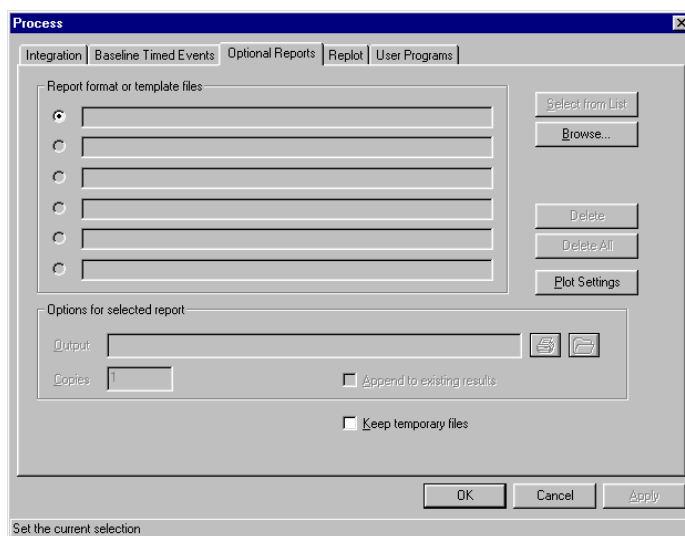 Process
Integration Baseline Timed Events Optional Reports Replot User Programs
Report format or template files
Select from List
Browse...
Delete
Delete All
Plot Settings
Options for selected report
Output
Copies 1 Append to existing results
Keep temporary files
OK Cancel Apply
Set the current selection